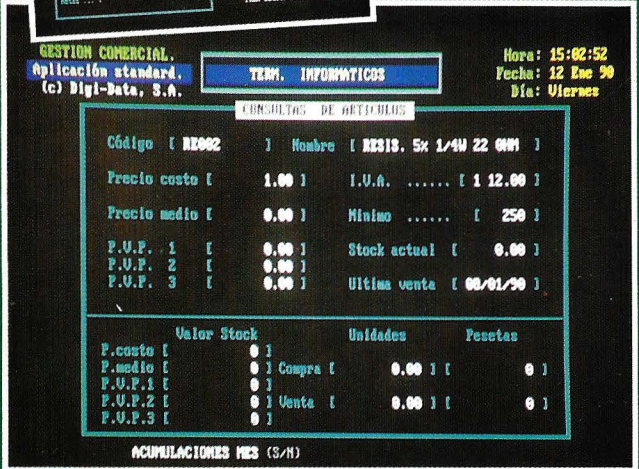 GESTION COMERCIAL.
Aplicación standard.
(c) Digi-Data, S.A.
TERM. INFORMATICOS
Hora: 15:02:52
Fecha: 12 Ene 90
Día: Viernes
CONSULTAS DE ARTICULOS
Código [ RE002 ] Nombre [ RESIS. 5x 1/4W 22 OHM ]
Precio costo [ 1.00 ] I.V.A. ...... [ 1 12.00 ]
Precio medio [ 0.00 ] Minimo ...... [ 250 ]
P.V.P. 1 [ 0.00 ] Stock actual [ 0.00 ]
P.V.P. 2 [ 0.00 ]
P.V.P. 3 [ 0.00 ] Ultima venta [ 08/01/90 ]
Valor Stock Unidades Pesetas
P.costo [ 0 ]
P.medio [ 0 ] Compra [ 0.00 ] [ 0 ]
P.V.P.1 [ 0 ]
P.V.P.2 [ 0 ] Venta [ 0.00 ] [ 0 ]
P.V.P.3 [ 0 ]
ACUMULACIONES MES (S/N)